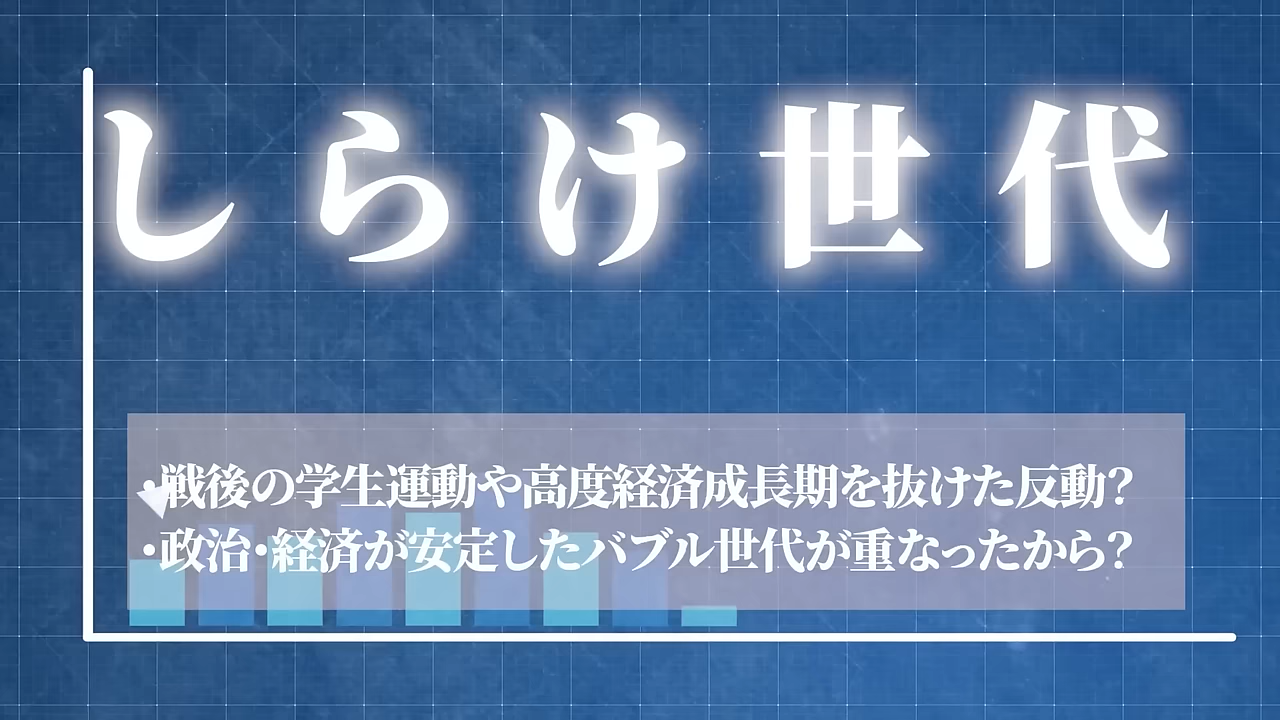 しらけ世代
・戦後の学生運動や高度経済成長期を抜けた反動?
・政治・経済が安定したバブル世代が重なったから?